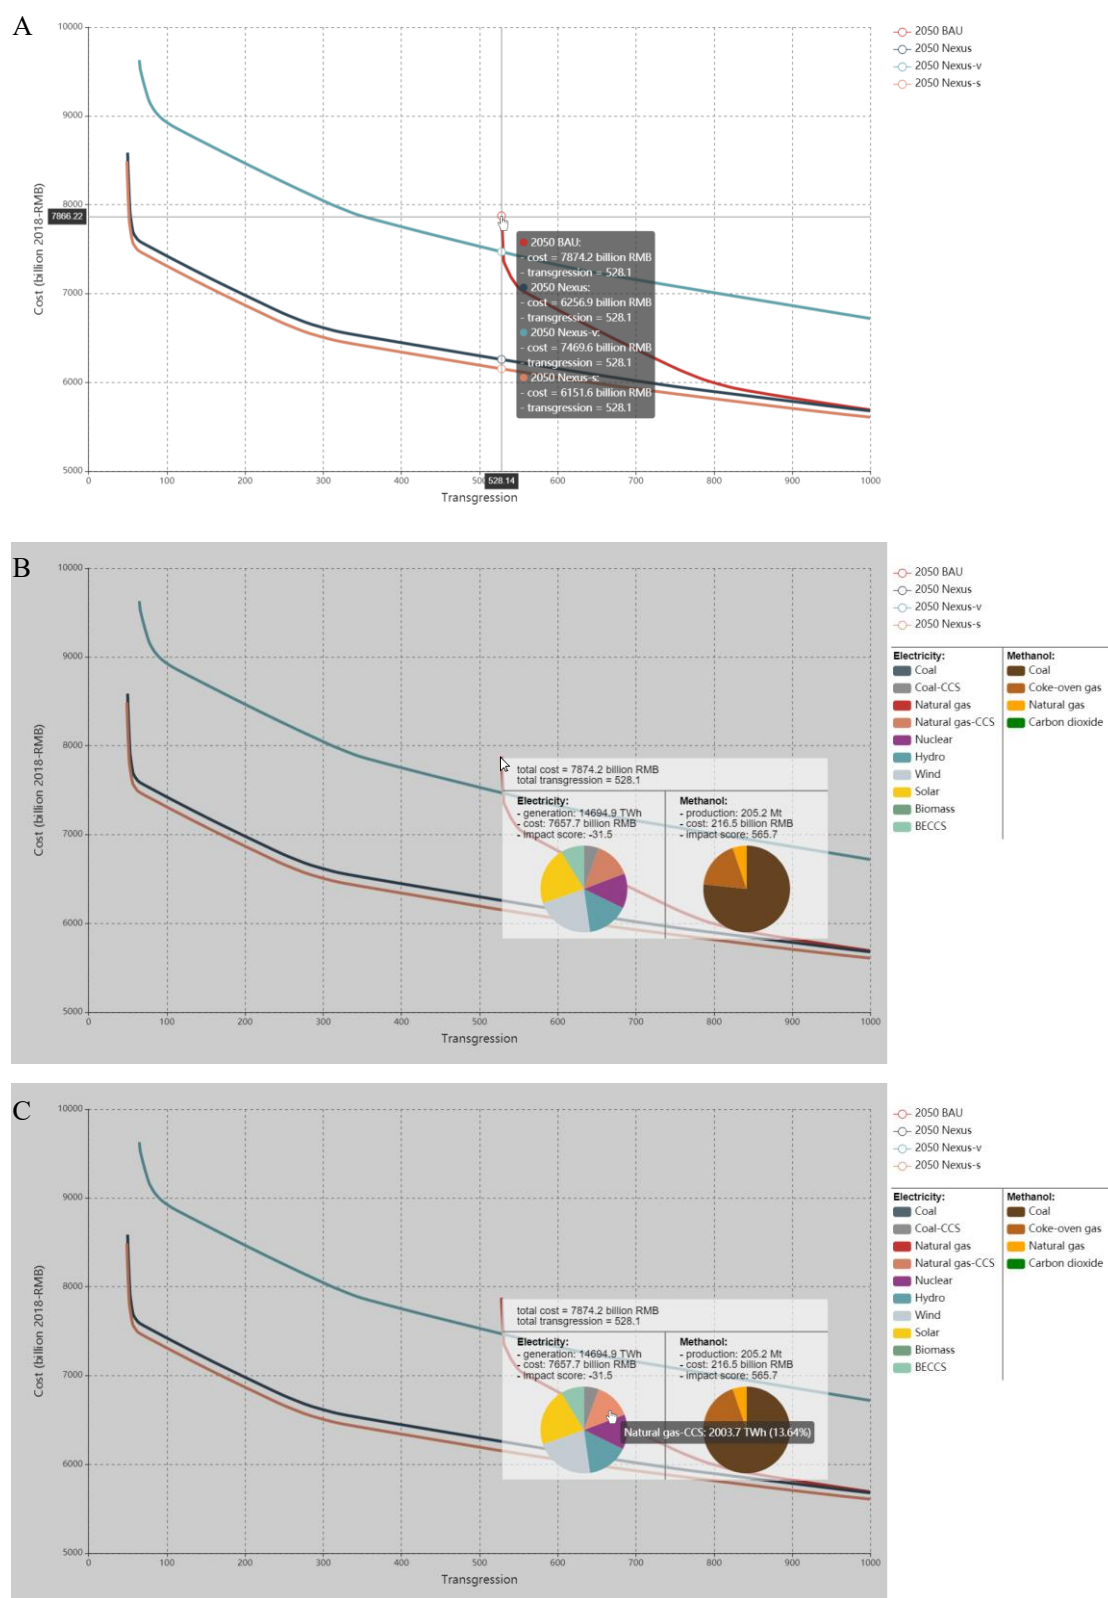 A
10000
9000
8000
7000
6000
5000
Cost (billion 2018-RMB)
7866.22
0
100
200
300
400
500
528.14
600
700
800
900
1000
Transgression
2050 BAU
2050 Nexus
2050 Nexus-v
2050 Nexus-s
2050 BAU:
- cost = 7874.2 billion RMB
- transgression = 528.1
2050 Nexus:
- cost = 6256.9 billion RMB
- transgression = 528.1
2050 Nexus-v:
- cost = 7469.6 billion RMB
- transgression = 528.1
2050 Nexus-s:
- cost = 6151.6 billion RMB
- transgression = 528.1
B
10000
9000
8000
7000
6000
5000
Cost (billion 2018-RMB)
0
100
200
300
400
500
600
700
800
900
1000
Transgression
total cost = 7874.2 billion RMB
total transgression = 528.1
Electricity:
- generation: 14694.9 TWh
- cost: 7657.7 billion RMB
- impact score: -31.5
Methanol:
- production: 205.2 Mt
- cost: 216.5 billion RMB
- impact score: 565.7
2050 BAU
2050 Nexus
2050 Nexus-v
2050 Nexus-s
Electricity:
Coal
Coal-CCS
Natural gas
Natural gas-CCS
Nuclear
Hydro
Wind
Solar
Biomass
BECCS
Methanol:
Coal
Coke-oven gas
Natural gas
Carbon dioxide
C
10000
9000
8000
7000
6000
5000
Cost (billion 2018-RMB)
0
100
200
300
400
500
600
700
800
900
1000
Transgression
total cost = 7874.2 billion RMB
total transgression = 528.1
Electricity:
- generation: 14694.9 TWh
- cost: 7657.7 billion RMB
- impact score: -31.5
Methanol:
- production: 205.2 Mt
- cost: 216.5 billion RMB
- impact score: 565.7
Natural gas-CCS: 2003.7 TWh (13.64%)
2050 BAU
2050 Nexus
2050 Nexus-v
2050 Nexus-s
Electricity:
Coal
Coal-CCS
Natural gas
Natural gas-CCS
Nuclear
Hydro
Wind
Solar
Biomass
BECCS
Methanol:
Coal
Coke-oven gas
Natural gas
Carbon dioxide